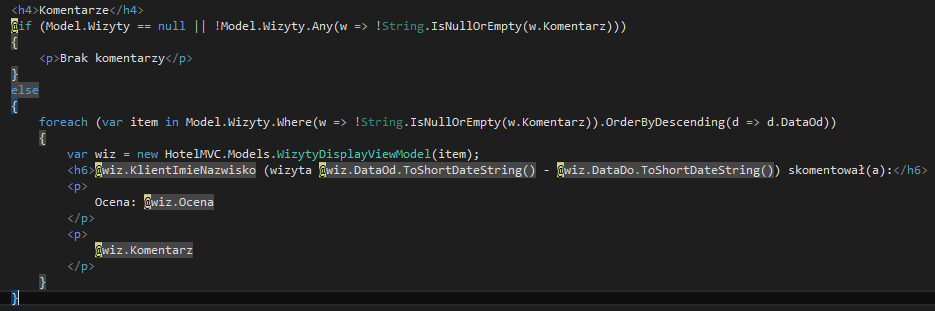 <h4>Komentarze</h4>
@if (Model.Wizyty == null || !Model.Wizyty.Any(w => !String.IsNullOrEmpty(w.Komentarz)))
{
    <p>Brak komentarzy</p>
}
else
{
    foreach (var item in Model.Wizyty.Where(w => !String.IsNullOrEmpty(w.Komentarz)).OrderByDescending(d => d.DataOd))
    {
        var wiz = new HotelMVC.Models.WizytyDisplayViewModel(item);
        <h6>@wiz.KlientImieNazwisko (wizyta @wiz.DataOd.ToShortDateString() - @wiz.DataDo.ToShortDateString()) skomentował(a):</h6>
        <p>
            Ocena: @wiz.Ocena
        </p>
        <p>
            @wiz.Komentarz
        </p>
    }
}